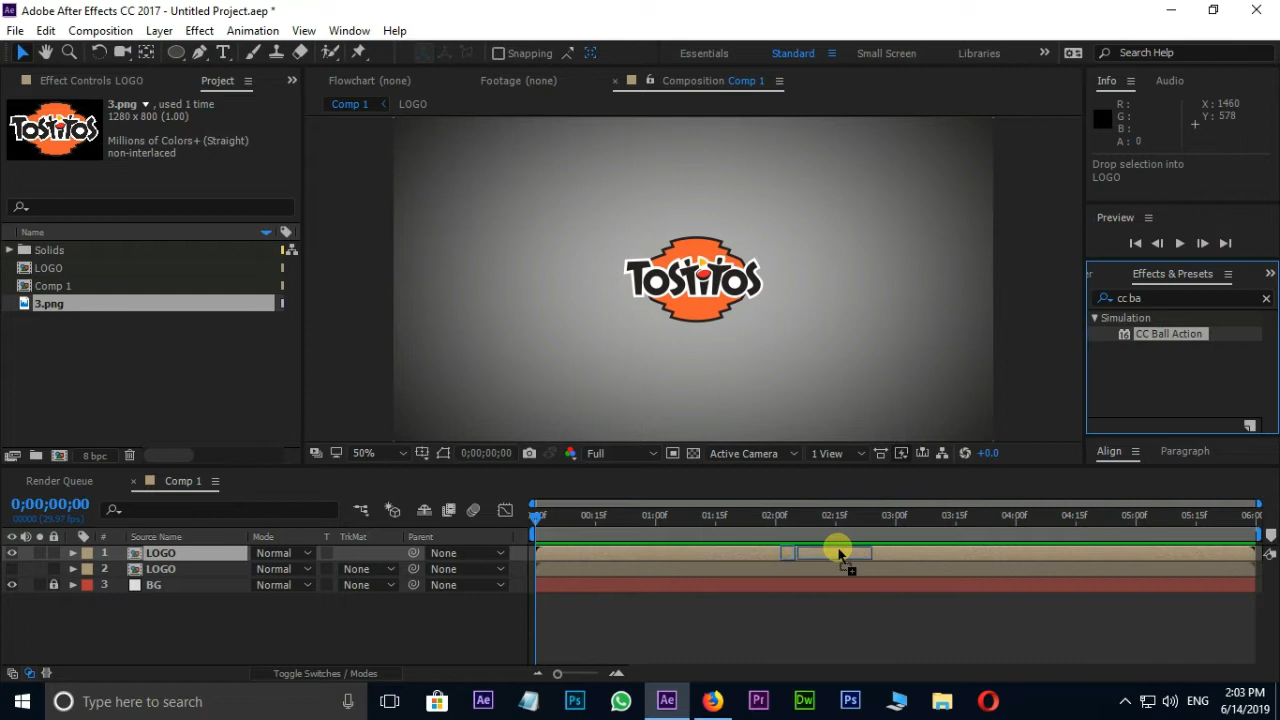 Adobe After Effects CC 2017 - Untitled Project.aep *
File Edit Composition Layer Effect Animation View Window Help
Snapping Essentials Standard Small Screen Libraries Search Help
Effect Controls LOGO Project
Flowchart (none) Footage (none) Composition Comp 1
Info Audio
3.png , used 1 time
1280 x 800 (1.00)
Millions of Colors+ (Straight)
non-interlaced
Tostitos
Comp 1 LOGO
R :
G :
B :
A : 0
X : 1460
Y : 578
Drop selection into
LOGO
Preview
Name
Solids
LOGO
Comp 1
3.png
Tostitos
Effects & Presets
cc ba
Simulation
CC Ball Action
8 bpc
50% 0;00;00;00 Full Active Camera 1 View +0.0
Align Paragraph
Render Queue Comp 1
0;00;00;00
00000 (29.97 fps)
00f 00:15f 01:00f 01:15f 02:00f 02:15f 03:00f 03:15f 04:00f 04:15f 05:00f 05:15f 06:0
# Source Name Mode T TrkMat Parent
1 LOGO Normal None
2 LOGO Normal None None
3 BG Normal None None
Toggle Switches / Modes
Type here to search
ENG
2:03 PM
6/14/2019